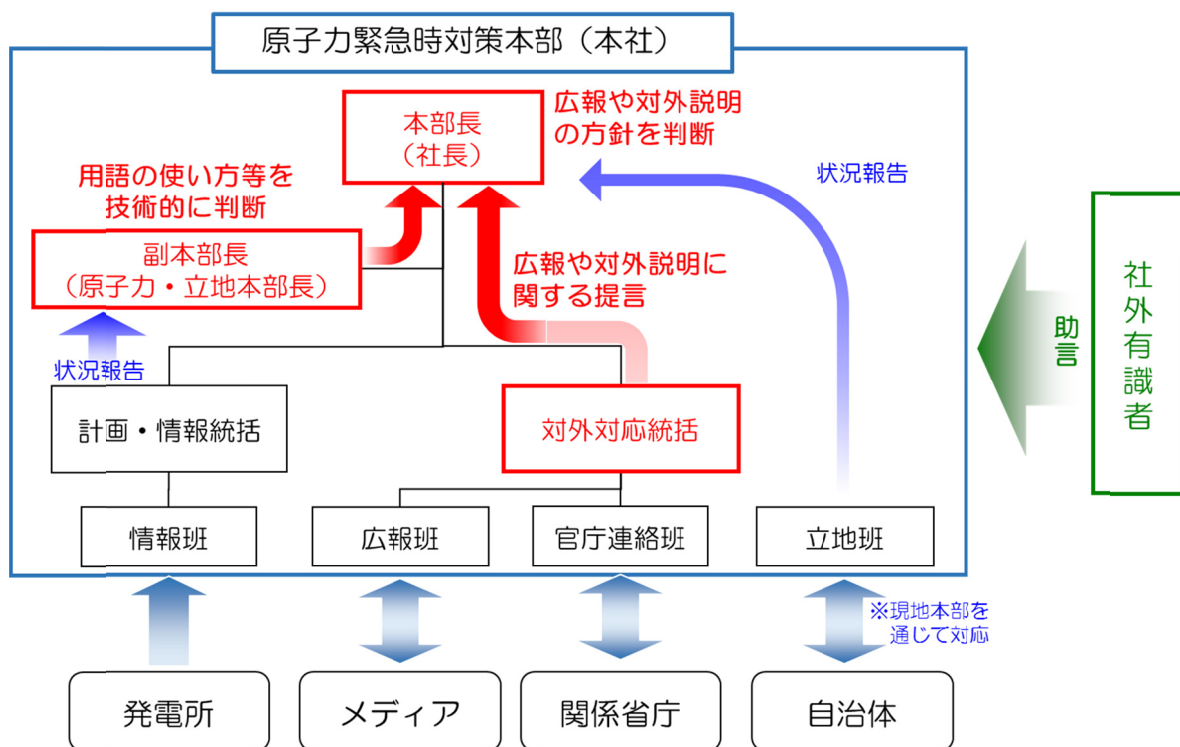 原子力緊急時対策本部（本社）
本部長
（社長）
広報や対外説明
の方針を判断
状況報告
用語の使い方等を
技術的に判断
副本部長
（原子力・立地本部長）
広報や対外説明に
関する提言
状況報告
計画・情報統括
対外対応統括
情報班
広報班
官庁連絡班
立地班
※現地本部を
通じて対応
発電所
メディア
関係省庁
自治体
助言
社外有識者